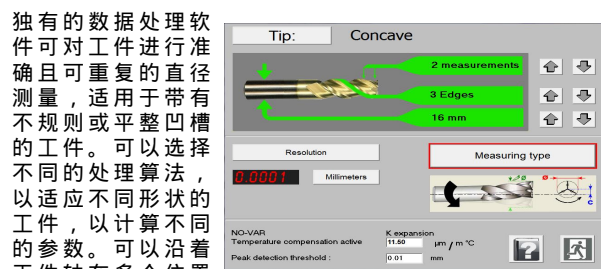 独有的数据处理软
件可对工件进行准
确且可重复的直径
测量，适用于带有
不规则或平整凹槽
的工件。可以选择
不同的处理算法，
以适应不同形状的
工件，以计算不同
的参数。可以沿着
Tip: Concave
2 measurements
3 Edges
16 mm
Resolution
Measuring type
0.0001 Millimeters
Ø Ø
C
NO-VAR
Temperature compensation active
K expansion
11.50 µm / m °C
Peak detection threshold : 0.01 mm